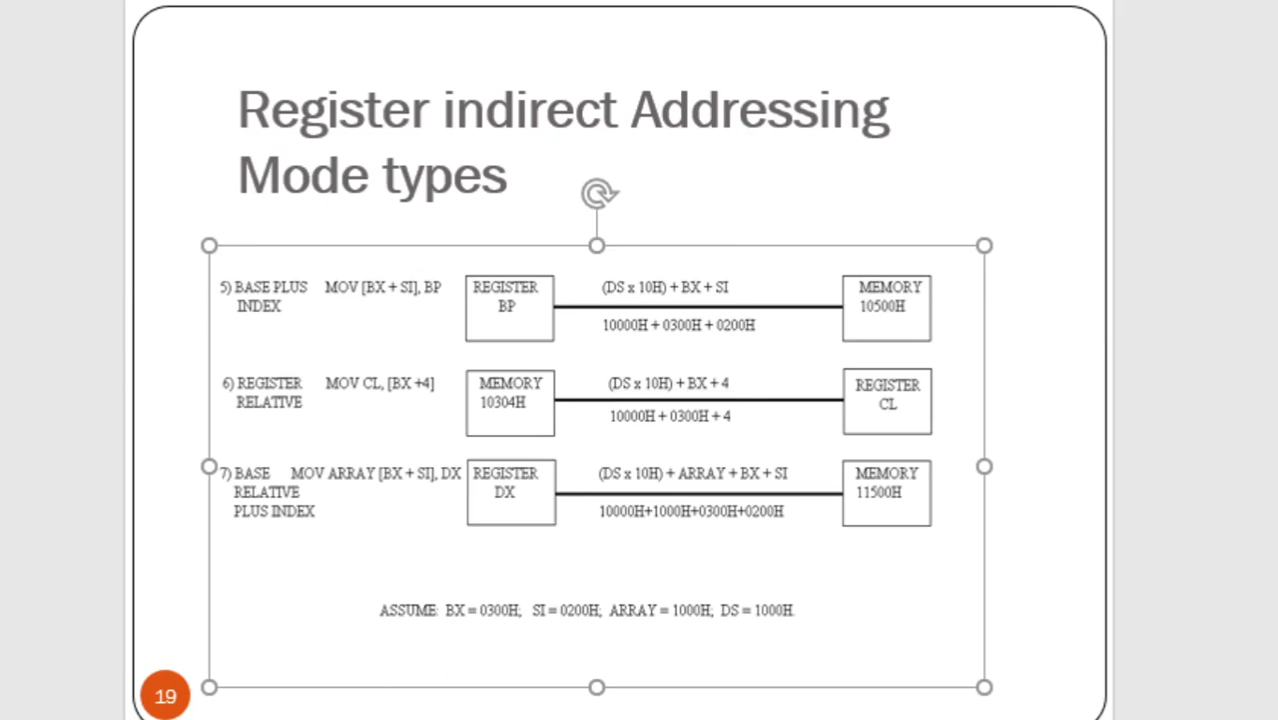 Register indirect Addressing
Mode types
5) BASE PLUS MOV [BX + SI], BP REGISTER (DS x 10H) + BX + SI MEMORY
INDEX BP 10000H + 0300H + 0200H 10500H
6) REGISTER MOV CL, [BX +4] MEMORY (DS x 10H) + BX + 4 REGISTER
RELATIVE 10304H 10000H + 0300H + 4 CL
7) BASE MOV ARRAY [BX + SI], DX REGISTER (DS x 10H) + ARRAY + BX + SI MEMORY
RELATIVE DX 11500H
PLUS INDEX 10000H+1000H+0300H+0200H
ASSUME: BX = 0300H; SI = 0200H; ARRAY = 1000H; DS = 1000H.
19